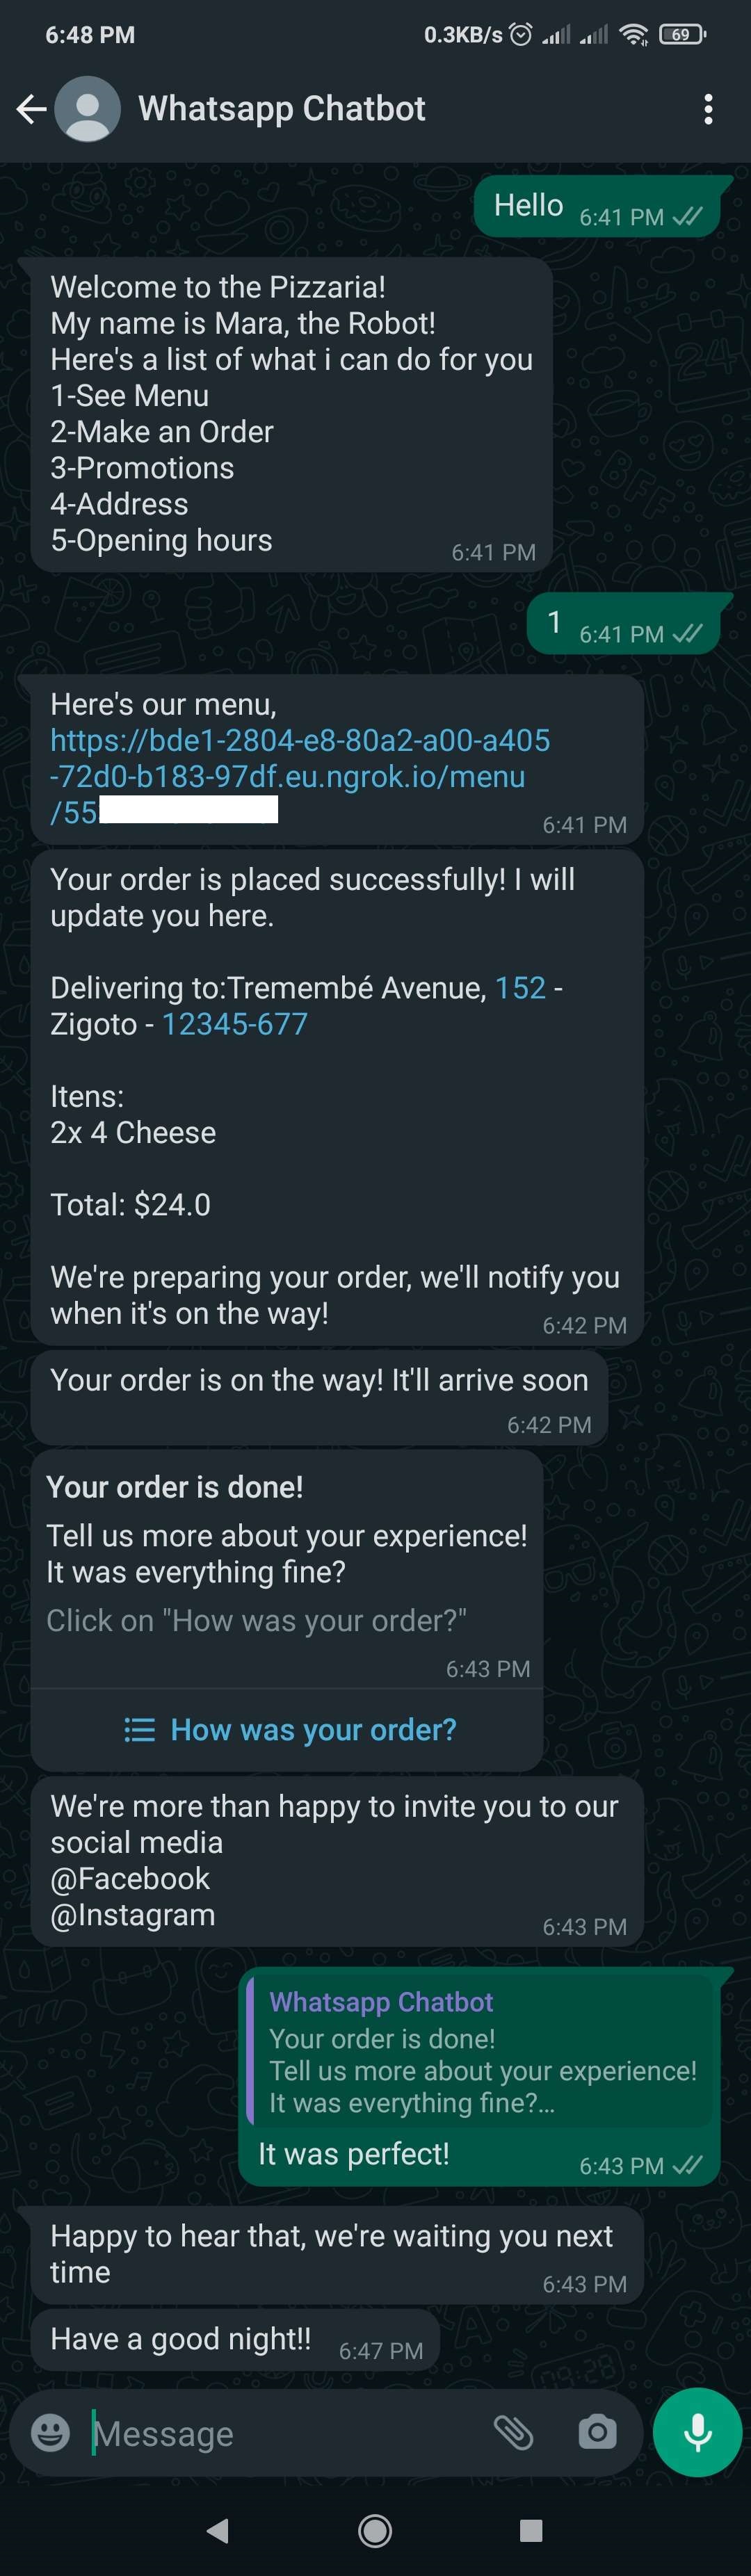 6:48 PM
0.3KB/s
69
Whatsapp Chatbot
Hello
6:41 PM
Welcome to the Pizzaria!
My name is Mara, the Robot!
Here's a list of what i can do for you
1-See Menu
2-Make an Order
3-Promotions
4-Address
5-Opening hours
6:41 PM
1
6:41 PM
Here's our menu,
https://bde1-2804-e8-80a2-a00-a405
-72d0-b183-97df.eu.ngrok.io/menu
/55
6:41 PM
Your order is placed successfully! I will
update you here.
Delivering to:Tremembé Avenue, 152 -
Zigoto - 12345-677
Itens:
2x 4 Cheese
Total: $24.0
We're preparing your order, we'll notify you
when it's on the way!
6:42 PM
Your order is on the way! It'll arrive soon
6:42 PM
Your order is done!
Tell us more about your experience!
It was everything fine?
Click on "How was your order?"
6:43 PM
How was your order?
We're more than happy to invite you to our
social media
@Facebook
@Instagram
6:43 PM
Whatsapp Chatbot
Your order is done!
Tell us more about your experience!
It was everything fine?...
It was perfect!
6:43 PM
Happy to hear that, we're waiting you next
time
6:43 PM
Have a good night!!
6:47 PM
Message